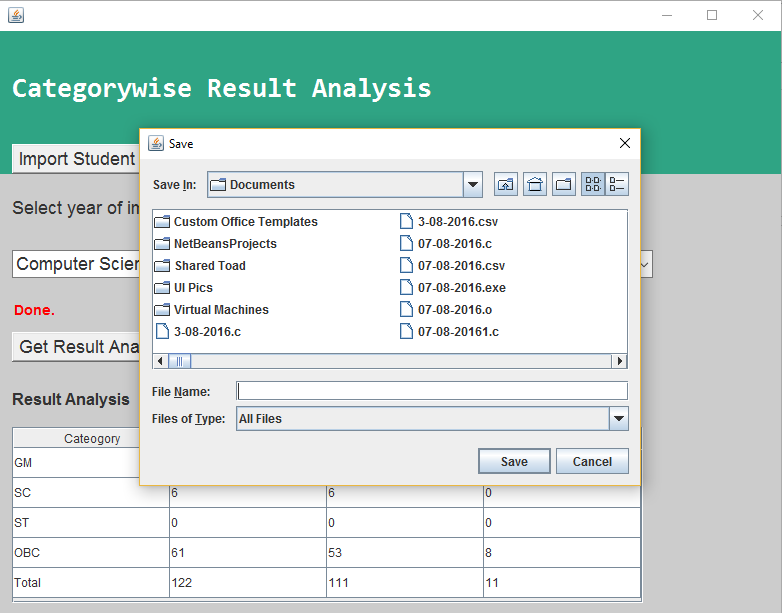 Categorywise Result Analysis
Import Student
Select year of im
Computer Scien
Done.
Get Result Ana
Result Analysis
Cateogory
GM
SC 6 6 0
ST 0 0 0
OBC 61 53 8
Total 122 111 11
Save
Save In: Documents
Custom Office Templates
NetBeansProjects
Shared Toad
UI Pics
Virtual Machines
3-08-2016.c
3-08-2016.csv
07-08-2016.c
07-08-2016.csv
07-08-2016.exe
07-08-2016.o
07-08-20161.c
File Name:
Files of Type: All Files
Save Cancel